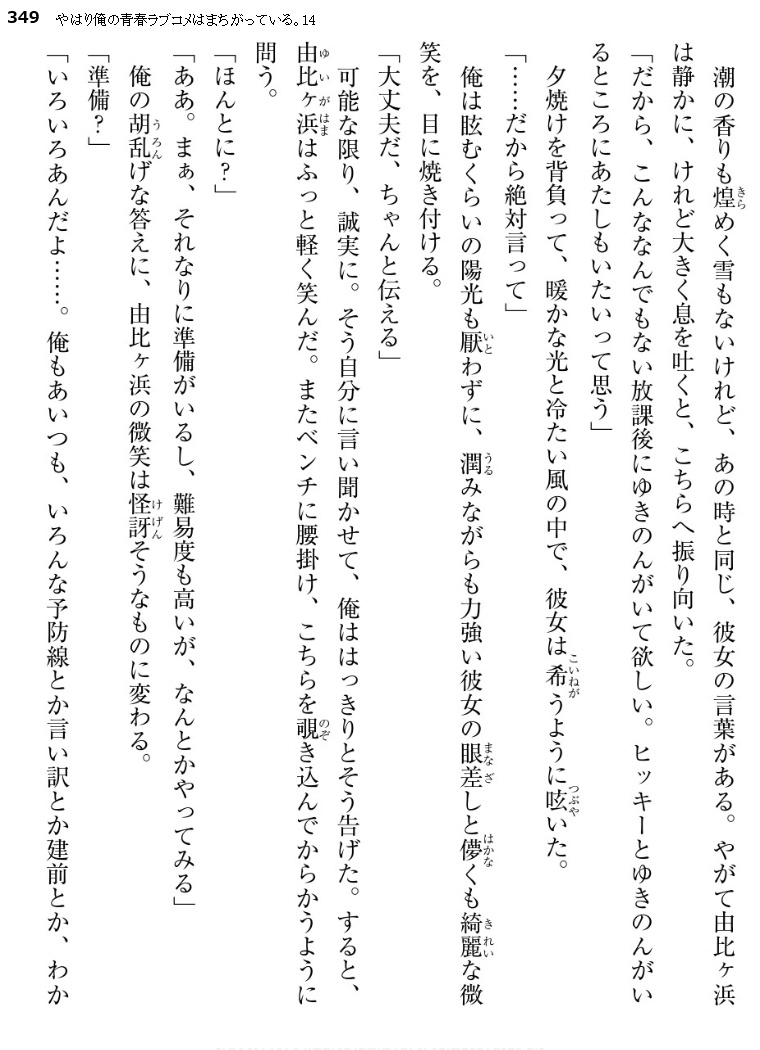 349 やはり俺の青春ラブコメはまちがっている。14
　潮の香りも煌めく雪もないけれど、あの時と同じ、彼女の言葉がある。やがて由比ヶ浜
は静かに、けれど大きく息を吐くと、こちらへ振り向いた。
「だから、こんななんでもない放課後にゆきのんがいて欲しい。ヒッキーとゆきのんがい
るところにあたしもいたいって思う」
　夕焼けを背負って、暖かな光と冷たい風の中で、彼女は希うように呟いた。
「……だから絶対言って」
　俺は眩むくらいの陽光も厭わずに、潤みながらも力強い彼女の眼差しと儚くも綺麗な微
笑を、目に焼き付ける。
「大丈夫だ、ちゃんと伝える」
　可能な限り、誠実に。そう自分に言い聞かせて、俺ははっきりとそう告げた。すると、
由比ヶ浜はふっと軽く笑んだ。またベンチに腰掛け、こちらを覗き込んでからかうように
問う。
「ほんとに？」
「ああ。まぁ、それなりに準備がいるし、難易度も高いが、なんとかやってみる」
　俺の胡乱げな答えに、由比ヶ浜の微笑は怪訝そうなものに変わる。
「準備？」
「いろいろあんだよ……。俺もあいつも、いろんな予防線とか言い訳とか建前とか、わか